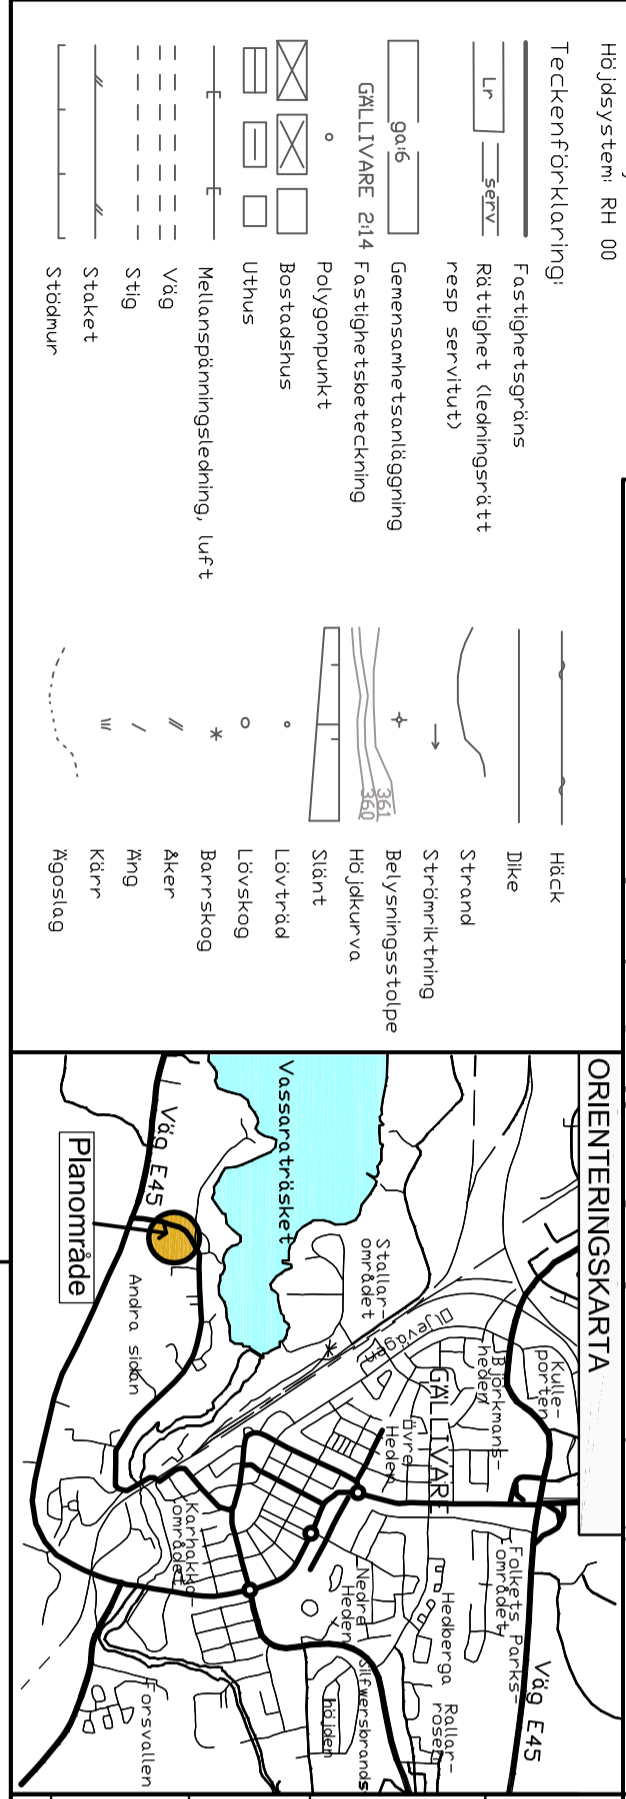 Höjdsystem: RH 00
Teckenförklaring:
Fastighetsgräns
Lr
serv
Rättighet (ledningsrätt
resp servitut)
ga:6
Gemensamhetsanläggning
GÄLLIVARE 2:14
Fastighetsbeteckning
Polygonpunkt
Bostadshus
Uthus
Mellanspänningsledning, luft
Väg
Stig
Staket
Stödmur
Häck
Dike
Strand
Strömriktning
Belysningsstolpe
361
360
Höjdkurva
Slänt
Lövträd
Lövskog
Barrskog
Åker
Äng
Kärr
Ägoslag
ORIENTERINGSKARTA
Kulle-
porten
Björkmans-
heden
Oljevägen
Stallar-
området
GÄLLIVARE
Övre
Heden
Vassaraträsket
Väg E45
Planområde
Andra sidan
Karhakka-
området
Folkets Parks-
området
Hedberga
Nedre
Heden
Väg E45
Rallar-
rosen
Silfwersbrands-
höjden
Forsvallen